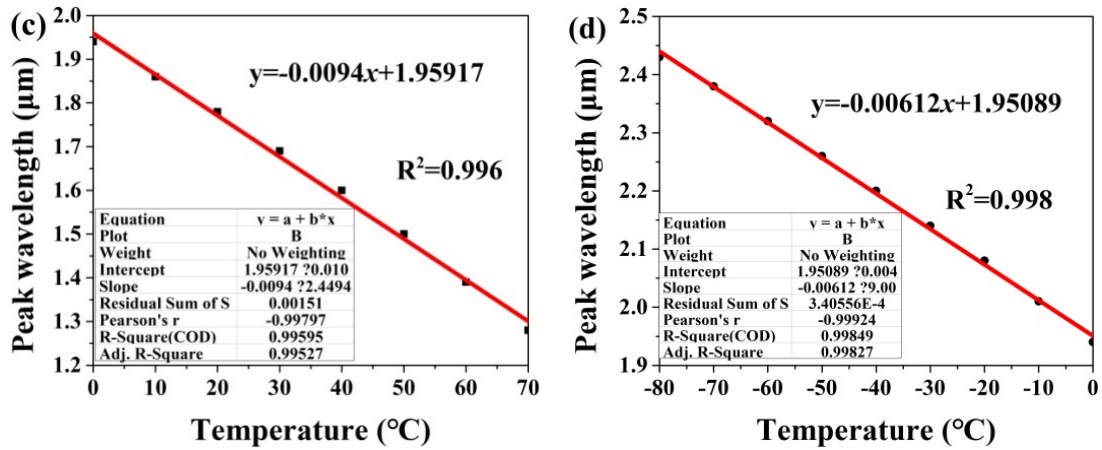 (c)
2.0
1.9
1.8
1.7
1.6
1.5
1.4
1.3
1.2
Peak wavelength (μm)
y=-0.0094x+1.95917
R²=0.996
Equation y = a + b*x
Plot B
Weight No Weighting
Intercept 1.95917 ?0.010
Slope -0.0094 ?2.4494
Residual Sum of S 0.00151
Pearson's r -0.99797
R-Square(COD) 0.99595
Adj. R-Square 0.99527
0 10 20 30 40 50 60 70
Temperature (°C)
(d)
2.5
2.4
2.3
2.2
2.1
2.0
1.9
Peak wavelength (μm)
y=-0.00612x+1.95089
R²=0.998
Equation y = a + b*x
Plot B
Weight No Weighting
Intercept 1.95089 ?0.004
Slope -0.00612 ?9.00
Residual Sum of S 3.40556E-4
Pearson's r -0.99924
R-Square(COD) 0.99849
Adj. R-Square 0.99827
-80 -70 -60 -50 -40 -30 -20 -10 0
Temperature (°C)